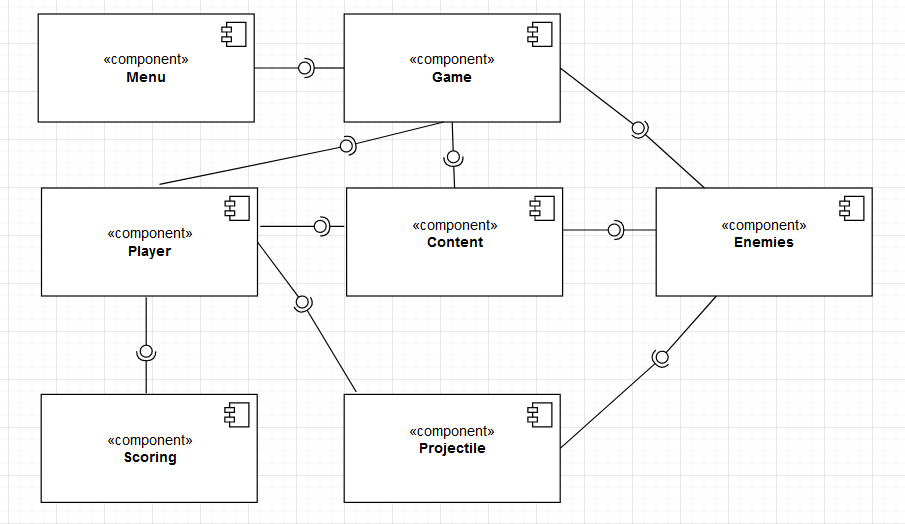 «component»
Menu
«component»
Game
«component»
Player
«component»
Content
«component»
Enemies
«component»
Scoring
«component»
Projectile